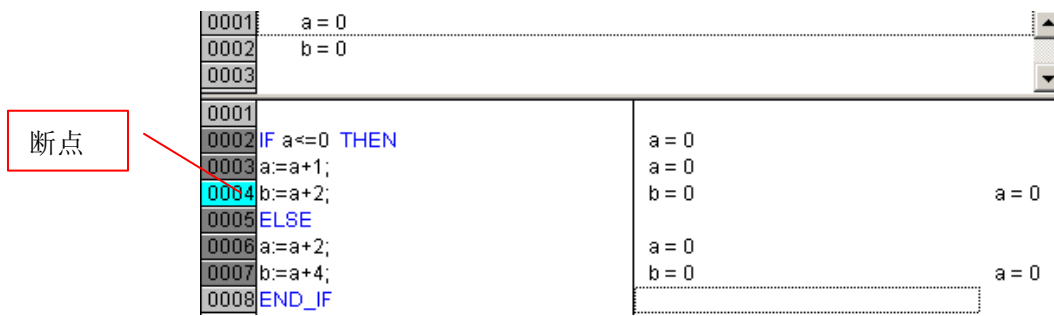 0001 a = 0
0002 b = 0
0003
0001
断点
0002 IF a<=0 THEN a = 0
0003 a:=a+1; a = 0
0004 b:=a+2; b = 0 a = 0
0005 ELSE
0006 a:=a+2; a = 0
0007 b:=a+4; b = 0 a = 0
0008 END_IF